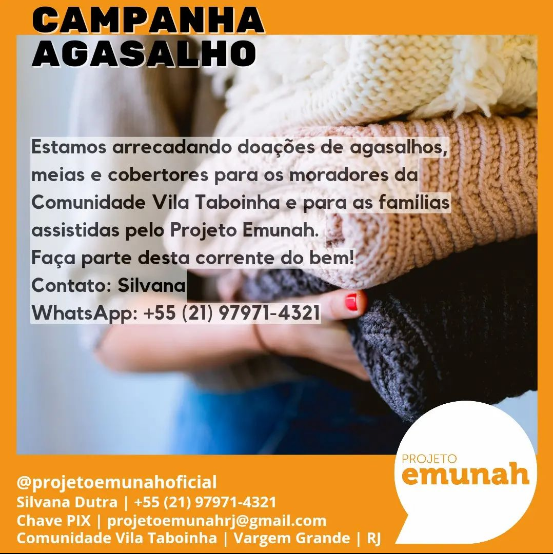 CAMPANHA
AGASALHO
Estamos arrecadando doações de agasalhos,
meias e cobertores para os moradores da
Comunidade Vila Taboinha e para as famílias
assistidas pelo Projeto Emunah.
Faça parte desta corrente do bem!
Contato: Silvana
WhatsApp: +55 (21) 97971-4321
PROJETO
emunah
@projetoemunahoficial
Silvana Dutra | +55 (21) 97971-4321
Chave PIX | projetoemunahrj@gmail.com
Comunidade Vila Taboinha | Vargem Grande | RJ